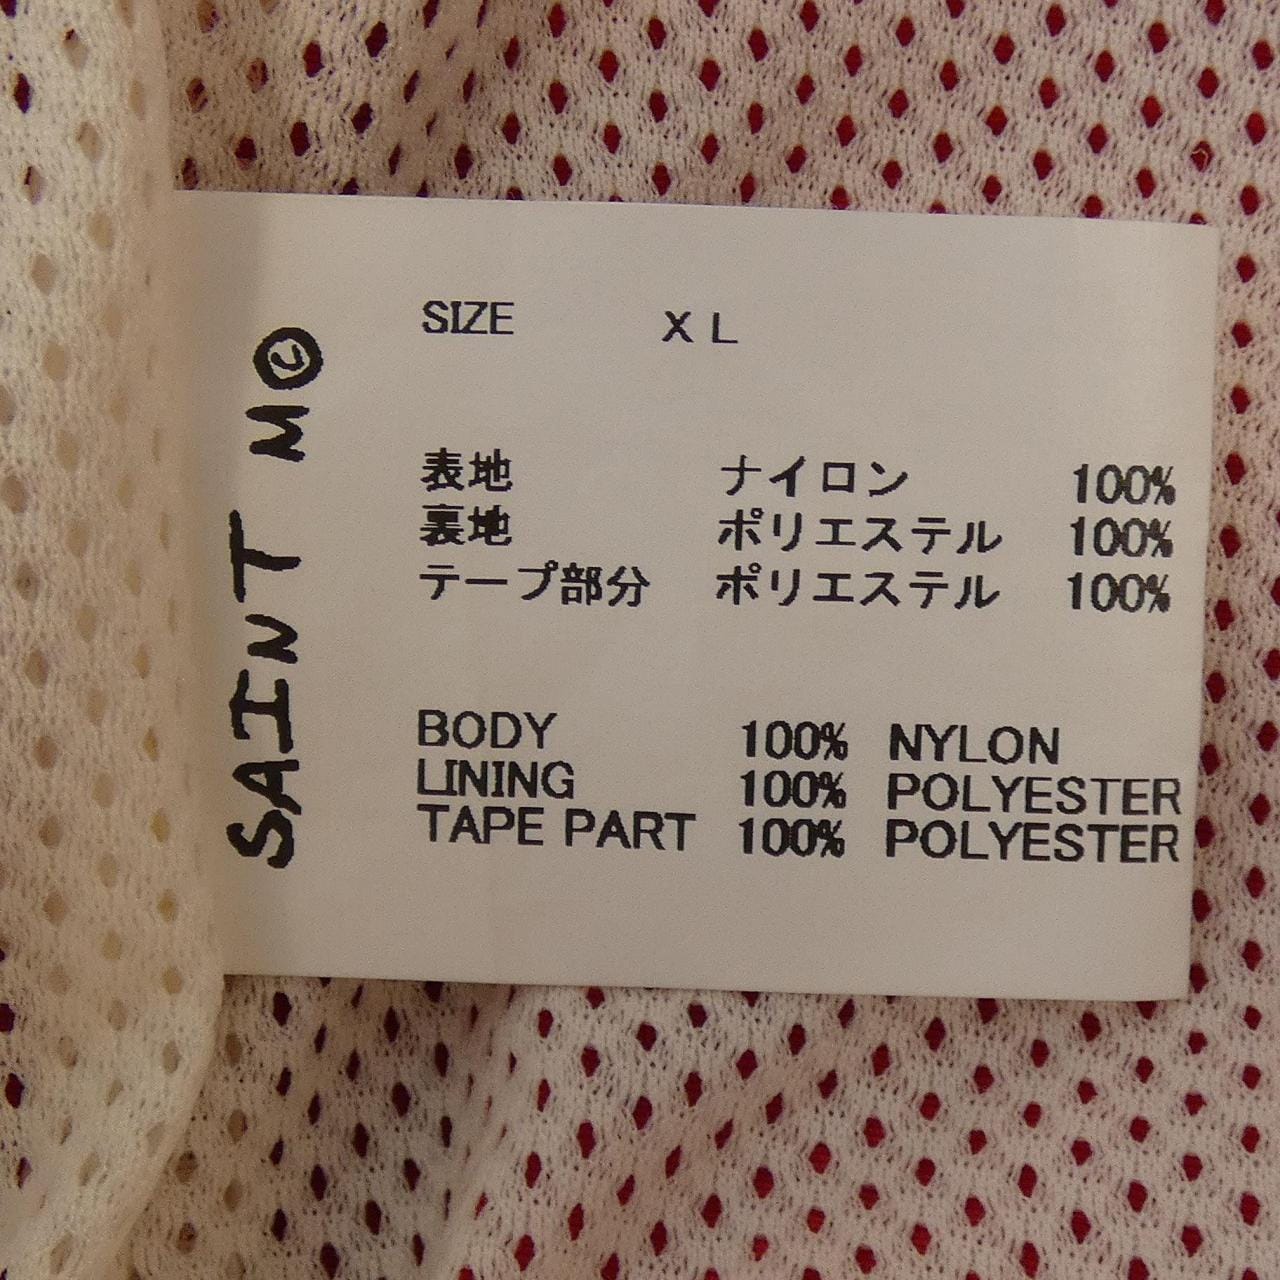 SAINT M©
SIZE XL
表地 ナイロン 100%
裏地 ポリエステル 100%
テープ部分 ポリエステル 100%
BODY 100% NYLON
LINING 100% POLYESTER
TAPE PART 100% POLYESTER